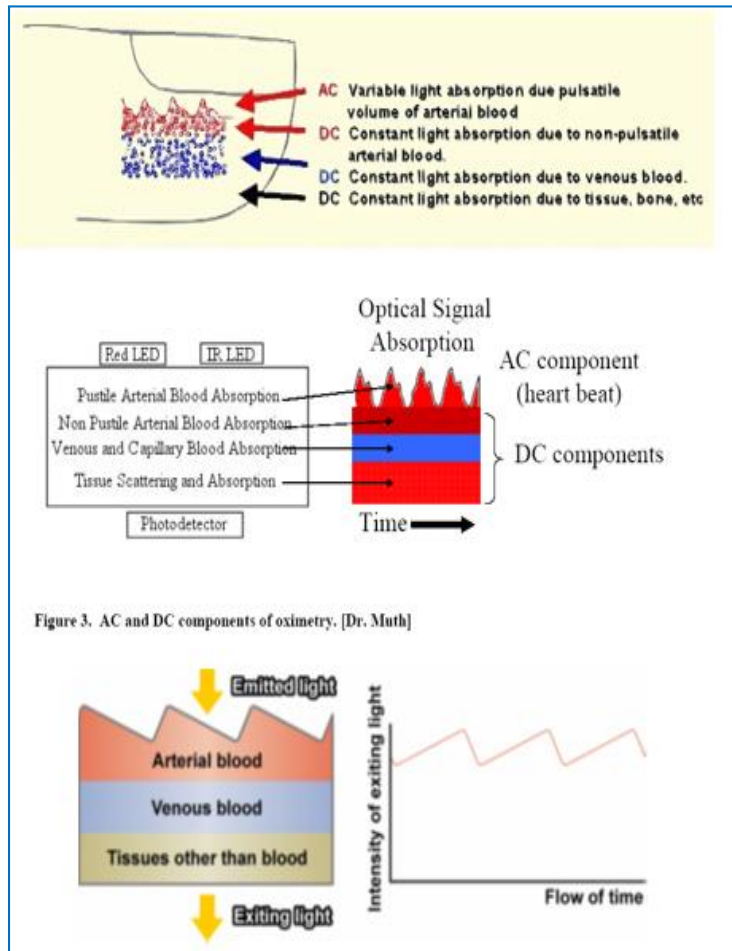 AC Variable light absorption due pulsatile
volume of arterial blood
DC Constant light absorption due to non-pulsatile
arterial blood.
DC Constant light absorption due to venous blood.
DC Constant light absorption due to tissue, bone, etc
Optical Signal
Absorption
Red LED
IR LED
Pustile Arterial Blood Absorption
Non Pustile Arterial Blood Absorption
Venous and Capillary Blood Absorption
Tissue Scattering and Absorption
Photodetector
AC component
(heart beat)
DC components
Time
Figure 3. AC and DC components of oximetry. [Dr. Muth]
Emitted light
Arterial blood
Venous blood
Tissues other than blood
Exiting light
Intensity of exiting light
Flow of time